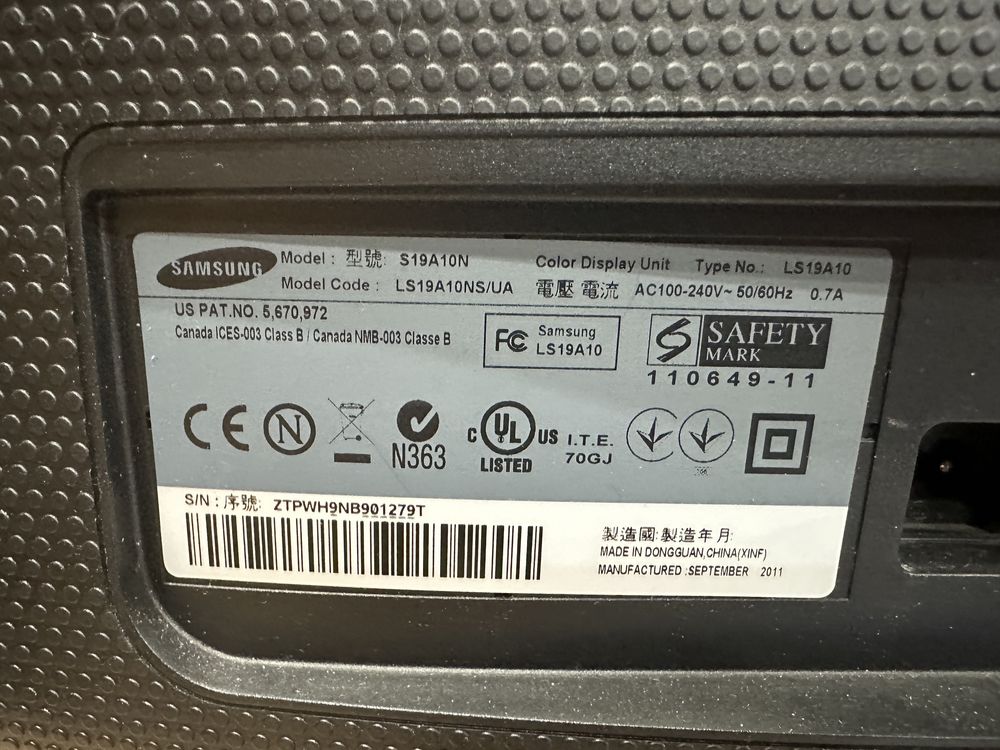 SAMSUNG
Model : 型號: S19A10N Color Display Unit Type No.: LS19A10
Model Code : LS19A10NS/UA 電壓 電流 AC100-240V~ 50/60Hz 0.7A
US PAT.NO. 5,670,972
Canada ICES-003 Class B / Canada NMB-003 Classe B
FC Samsung
LS19A10
S SAFETY
MARK
110649-11
CE N N363 C UL US LISTED I.T.E.
70GJ
S/N : 序號: ZTPWH9NB901279T
製造國:製造年月:
MADE IN DONGGUAN,CHINA(XINF)
MANUFACTURED :SEPTEMBER 2011